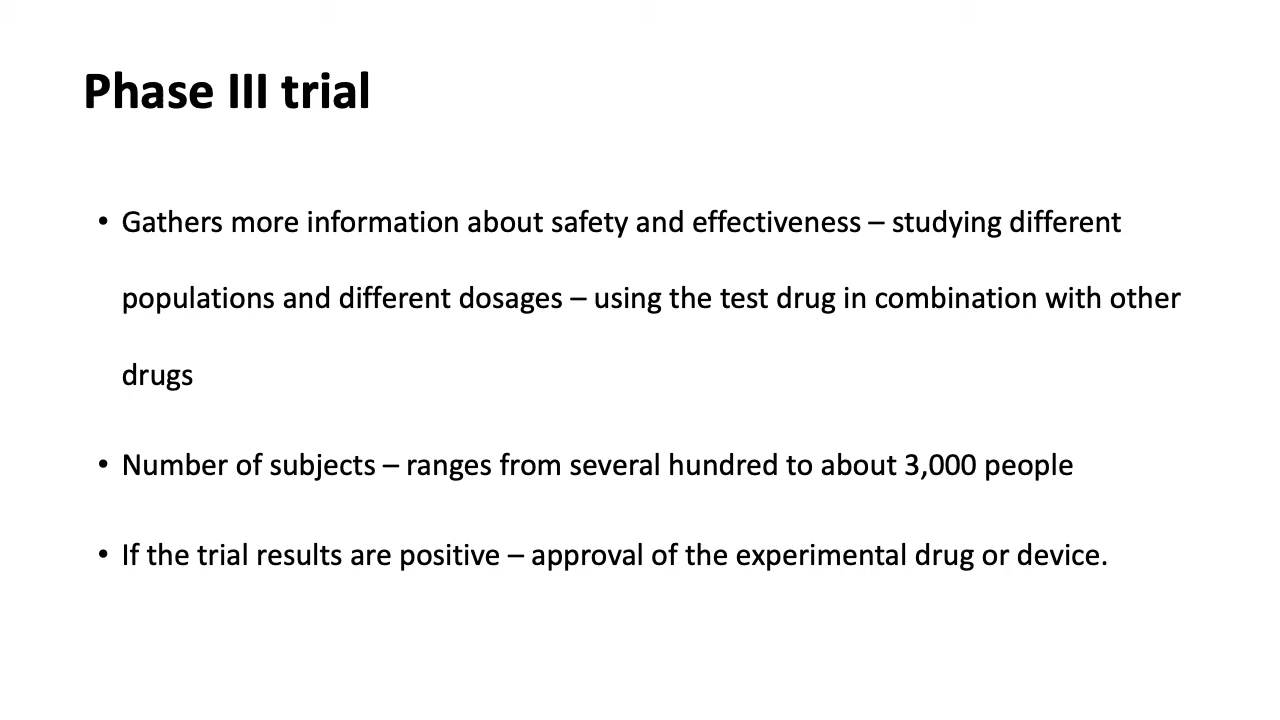 Phase III trial
• Gathers more information about safety and effectiveness – studying different
populations and different dosages – using the test drug in combination with other
drugs
• Number of subjects – ranges from several hundred to about 3,000 people
• If the trial results are positive – approval of the experimental drug or device.